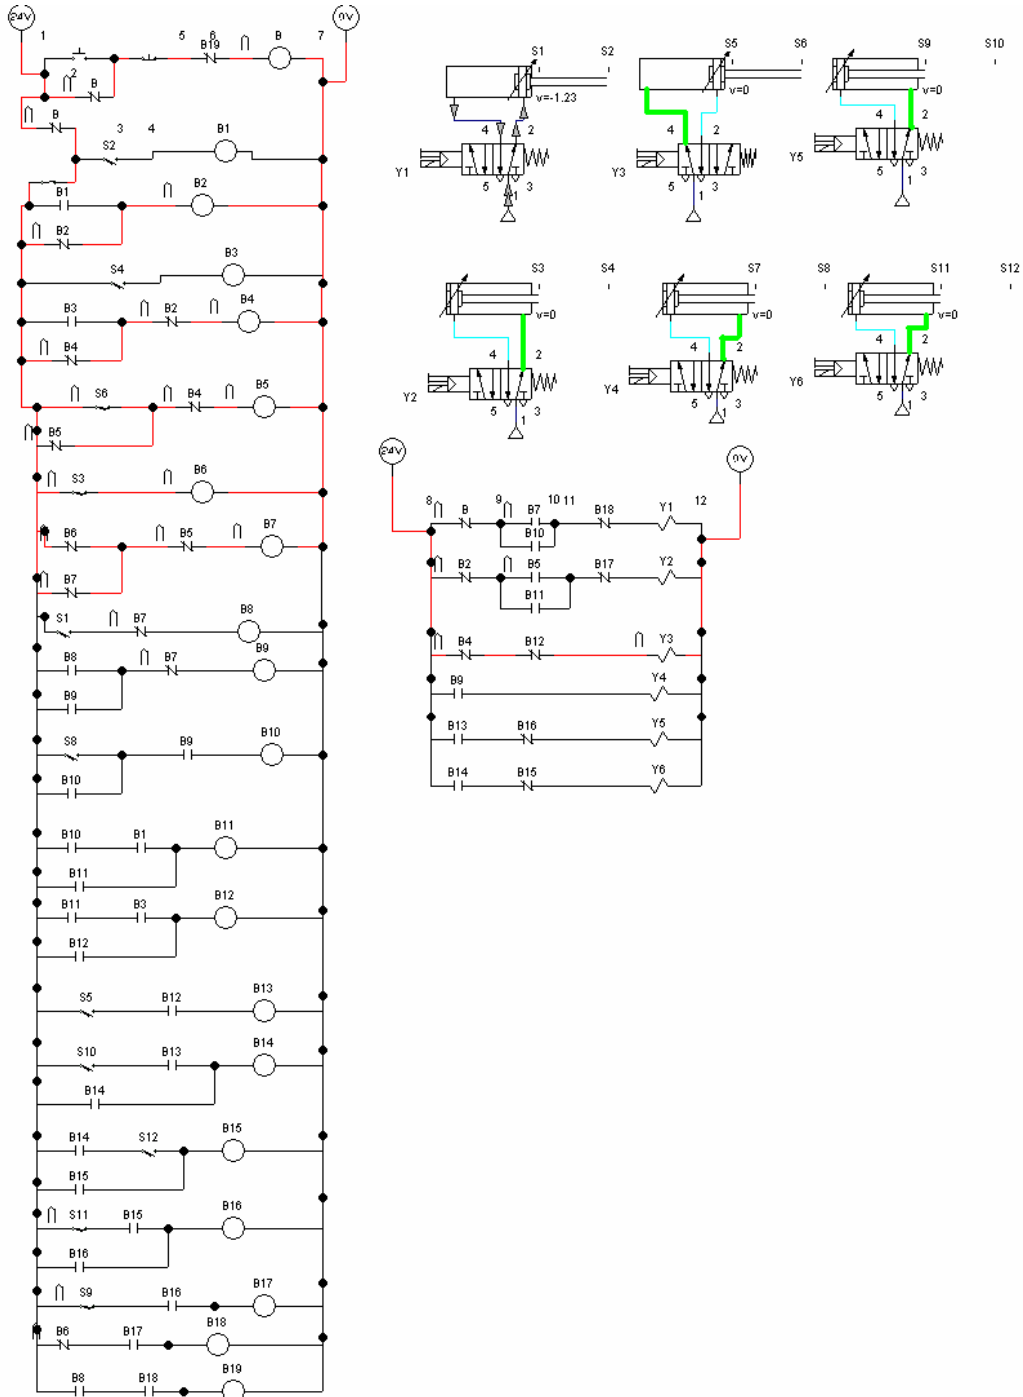 24V 0V
1 5 6 7
B19 B
2
B
B
3 4 B1
S2
B1 B2
B2
B3
S4
B3 B2 B4
B4
S6 B4 B5
B5
S3 B6
B6 B5 B7
B7
S1 B7 B8
B8 B7 B9
B9
S8 B9 B10
B10
B10 B1 B11
B11
B11 B3 B12
B12
S5 B12 B13
S10 B13 B14
B14
B14 S12 B15
B15
S11 B15 B16
B16
S9 B16 B17
B6 B17 B18
B8 B18 B19
S1 S2
v=-1.23
4 2
Y1
5 3
1
S5 S6
v=0
4 2
Y3
5 3
1
S9 S10
v=0
4 2
Y5
5 3
1
S3 S4
v=0
4 2
Y2
5 3
1
S7 S8
v=0
4 2
Y4
5 3
1
S11 S12
v=0
4 2
Y6
5 3
1
24V 0V
8 9 10 11 12
B B7 B18 Y1
B10
B2 B5 B17 Y2
B11
B4 B12 Y3
B9 Y4
B13 B16 Y5
B14 B15 Y6